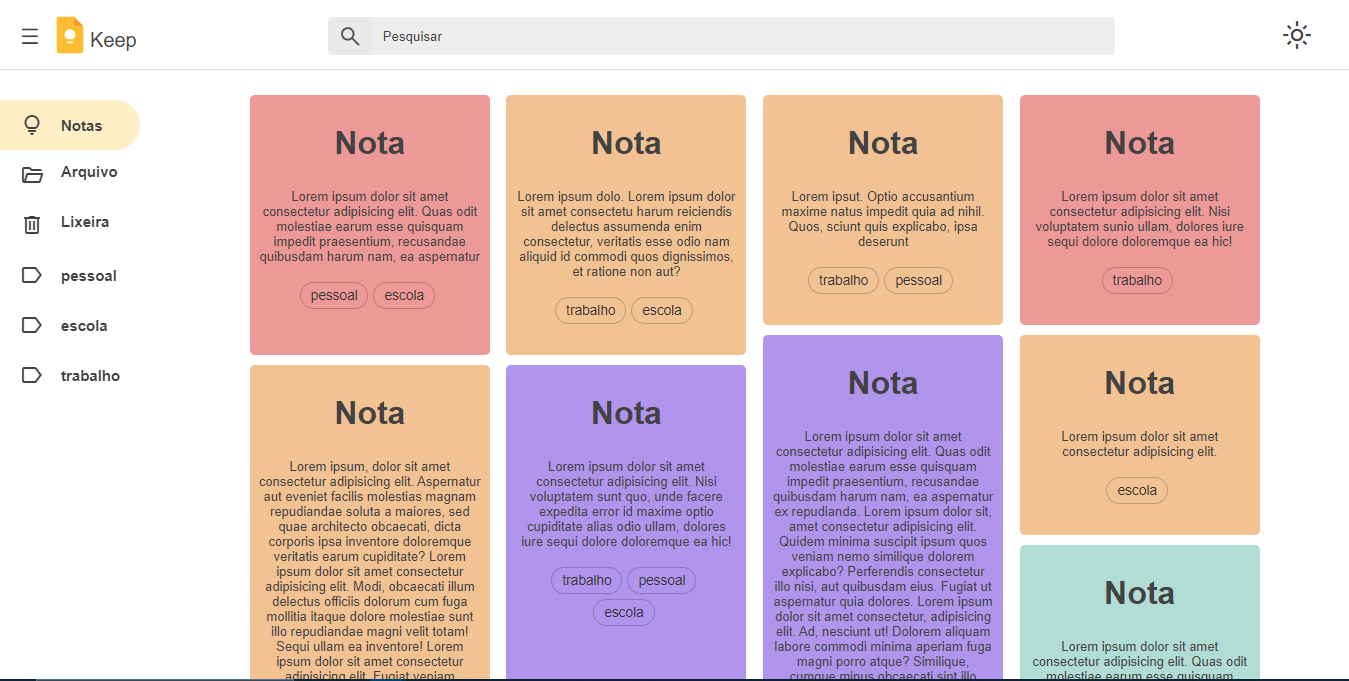 Keep
Pesquisar
Notas
Arquivo
Lixeira
pessoal
escola
trabalho
Nota
Lorem ipsum dolor sit amet
consectetur adipisicing elit. Quas odit
molestiae earum esse quisquam
impedit praesentium, recusandae
quibusdam harum nam, ea aspernatur
pessoal escola
Nota
Lorem ipsum, dolor sit amet
consectetur adipisicing elit. Aspernatur
aut eveniet facilis molestias magnam
repudiandae soluta a maiores, sed
quae architecto obcaecati, dicta
corporis ipsa inventore doloremque
veritatis earum cupiditate? Lorem
ipsum dolor sit amet consectetur
adipisicing elit. Modi, obcaecati illum
delectus officiis dolorum cum fuga
mollitia itaque dolore molestiae sunt
illo repudiandae magni velit totam!
Sequi ullam ea inventore! Lorem
ipsum dolor sit amet consectetur
adipisicing elit. Fugiat veniam
Nota
Lorem ipsum dolo. Lorem ipsum dolor
sit amet consectetu harum reiciendis
delectus assumenda enim
consectetur, veritatis esse odio nam
aliquid id commodi quos dignissimos,
et ratione non aut?
trabalho escola
Nota
Lorem ipsum dolor sit amet
consectetur adipisicing elit. Nisi
voluptatem sunt quo, unde facere
expedita error id maxime optio
cupiditate alias odio ullam, dolores
iure sequi dolore doloremque ea hic!
trabalho pessoal
escola
Nota
Lorem ipsut. Optio accusantium
maxime natus impedit quia ad nihil.
Quos, sciunt quis explicabo, ipsa
deserunt
trabalho pessoal
Nota
Lorem ipsum dolor sit amet
consectetur adipisicing elit. Quas odit
molestiae earum esse quisquam
impedit praesentium, recusandae
quibusdam harum nam, ea aspernatur
ex repudianda. Lorem ipsum dolor sit,
amet consectetur adipisicing elit.
Quidem minima suscipit ipsum quos
veniam nemo similique dolorem
explicabo? Perferendis consectetur
illo nisi, aut quibusdam eius. Fugiat ut
aspernatur quia dolores. Lorem ipsum
dolor sit amet consectetur, adipisicing
elit. Ad, nesciunt ut! Dolorem aliquam
labore commodi minima aperiam fuga
magni porro atque? Similique,
cumque minus obcaecati sint illo
Nota
Lorem ipsum dolor sit amet
consectetur adipisicing elit. Nisi
voluptatem sunio ullam, dolores iure
sequi dolore doloremque ea hic!
trabalho
Nota
Lorem ipsum dolor sit amet
consectetur adipisicing elit.
escola
Nota
Lorem ipsum dolor sit amet
consectetur adipisicing elit. Quas odit
molestiae earum esse quisquam